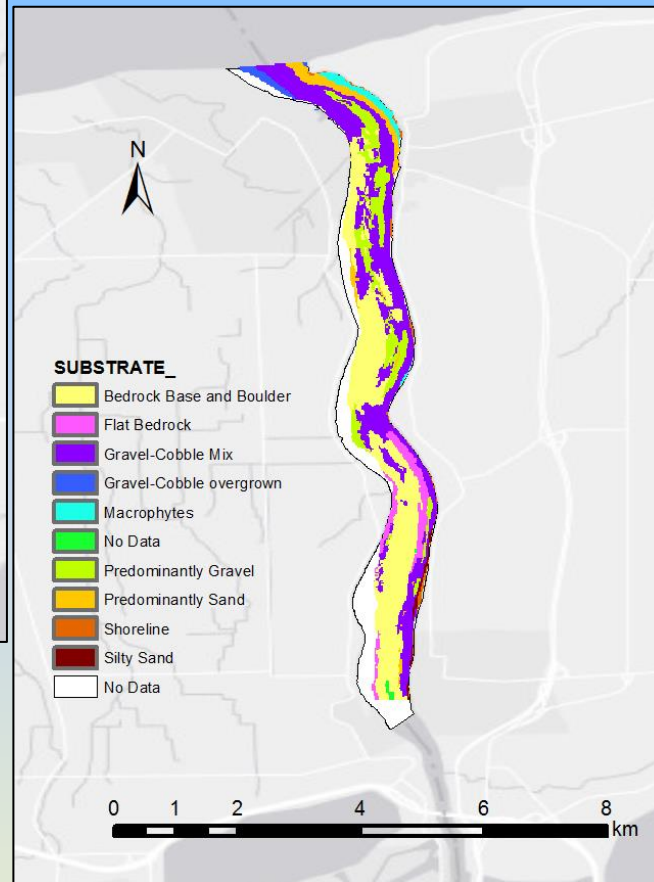 N
SUBSTRATE_
Bedrock Base and Boulder
Flat Bedrock
Gravel-Cobble Mix
Gravel-Cobble overgrown
Macrophytes
No Data
Predominantly Gravel
Predominantly Sand
Shoreline
Silty Sand
No Data
0 1 2 4 6 8
km